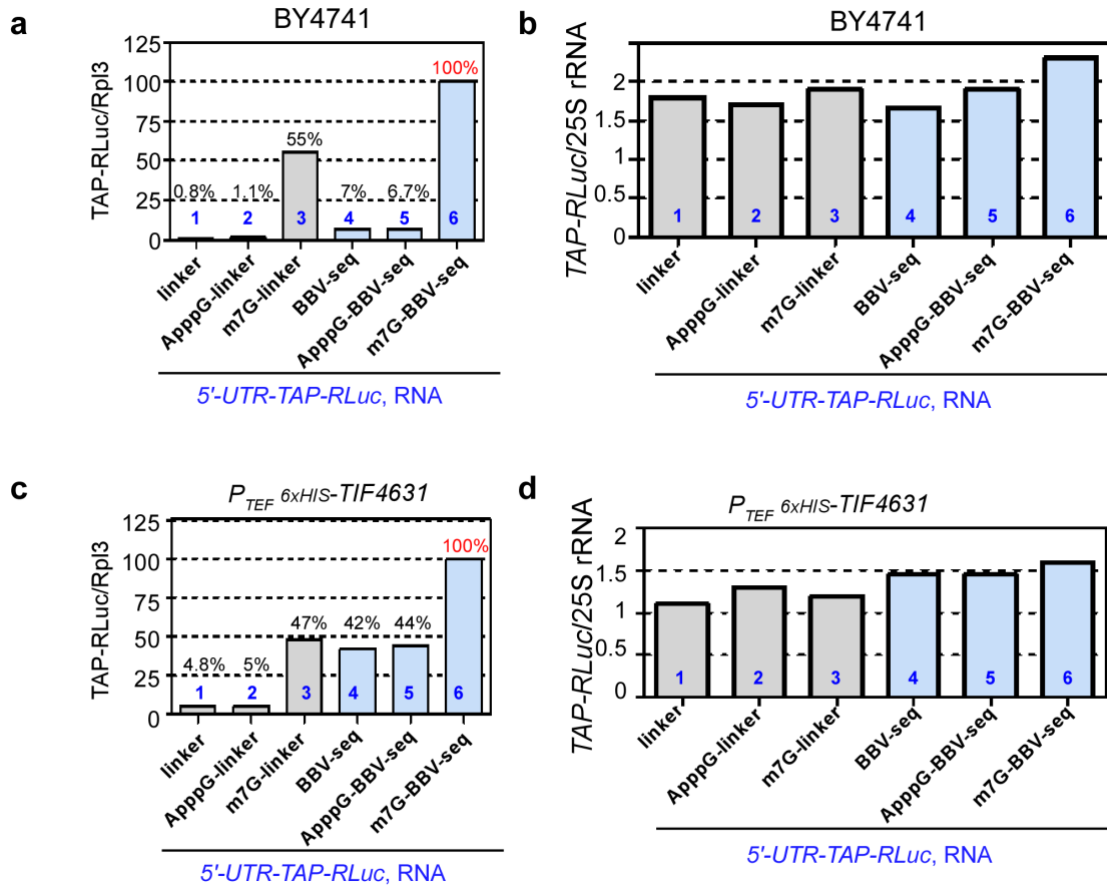 a
BY4741
TAP-RLuc/Rpl3
125
100
75
50
25
0
0.8%
1.1%
55%
7%
6.7%
100%
1
2
3
4
5
6
linker
ApppG-linker
m7G-linker
BBV-seq
ApppG-BBV-seq
m7G-BBV-seq
5'-UTR-TAP-RLuc, RNA
b
BY4741
TAP-RLuc/25S rRNA
2
1.5
1
0.5
0
1
2
3
4
5
6
linker
ApppG-linker
m7G-linker
BBV-seq
ApppG-BBV-seq
m7G-BBV-seq
5'-UTR-TAP-RLuc, RNA
c
PTEF 6xHIS-TIF4631
TAP-RLuc/Rpl3
125
100
75
50
25
0
4.8%
5%
47%
42%
44%
100%
1
2
3
4
5
6
linker
ApppG-linker
m7G-linker
BBV-seq
ApppG-BBV-seq
m7G-BBV-seq
5'-UTR-TAP-RLuc, RNA
d
PTEF 6xHIS-TIF4631
TAP-RLuc/25S rRNA
2
1.5
1
0.5
0
1
2
3
4
5
6
linker
ApppG-linker
m7G-linker
BBV-seq
ApppG-BBV-seq
m7G-BBV-seq
5'-UTR-TAP-RLuc, RNA